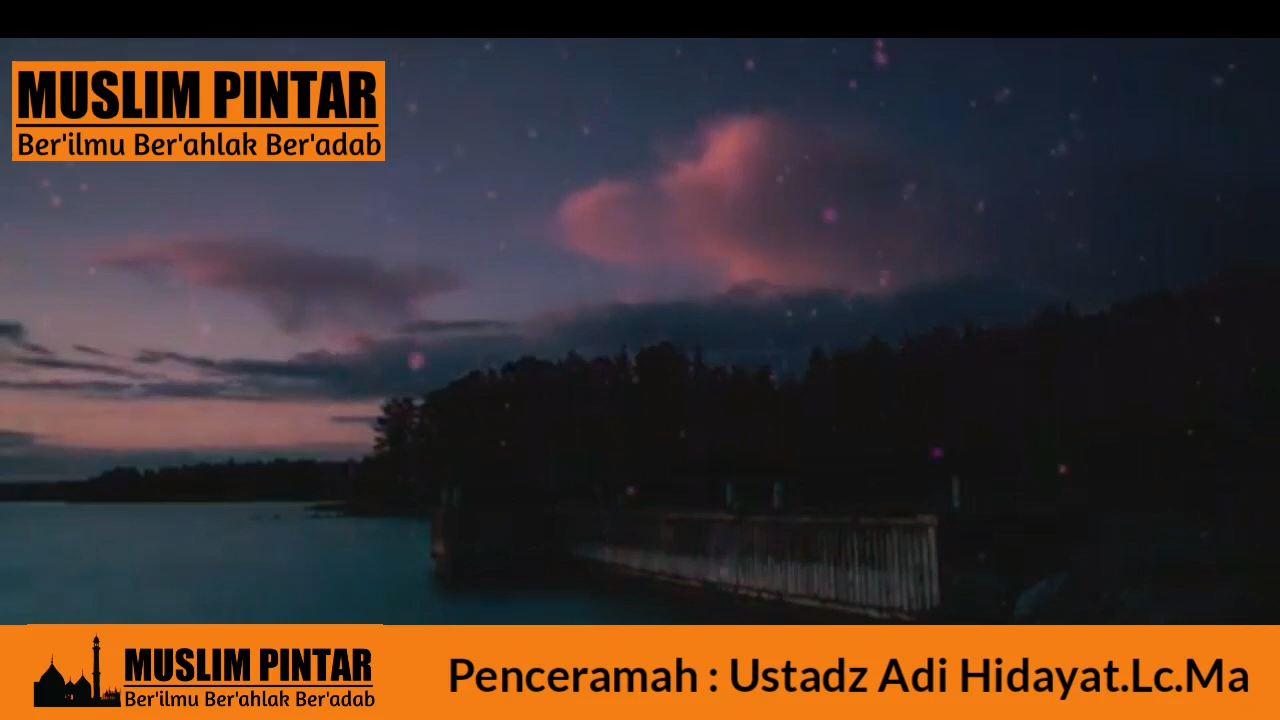 MUSLIM PINTAR
Ber'ilmu Ber'ahlak Ber'adab
MUSLIM PINTAR
Ber'ilmu Ber'ahlak Ber'adab
Penceramah : Ustadz Adi Hidayat.Lc.Ma